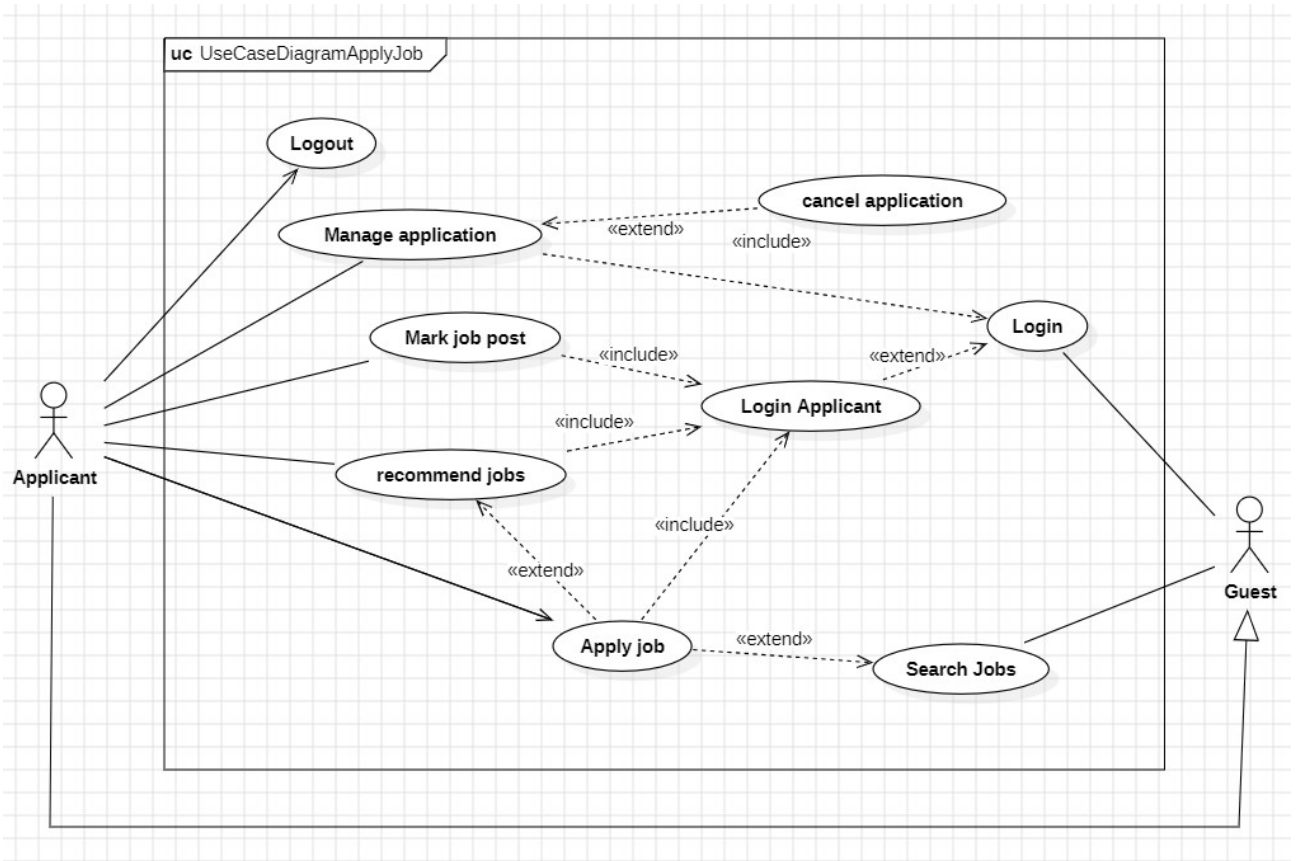 uc UseCaseDiagramApplyJob
Logout
cancel application
«extend»
Manage application
«include»
Login
Mark job post
«include»
«extend»
Login Applicant
«include»
recommend jobs
Applicant
«include»
«extend»
Guest
Apply job
«extend»
Search Jobs